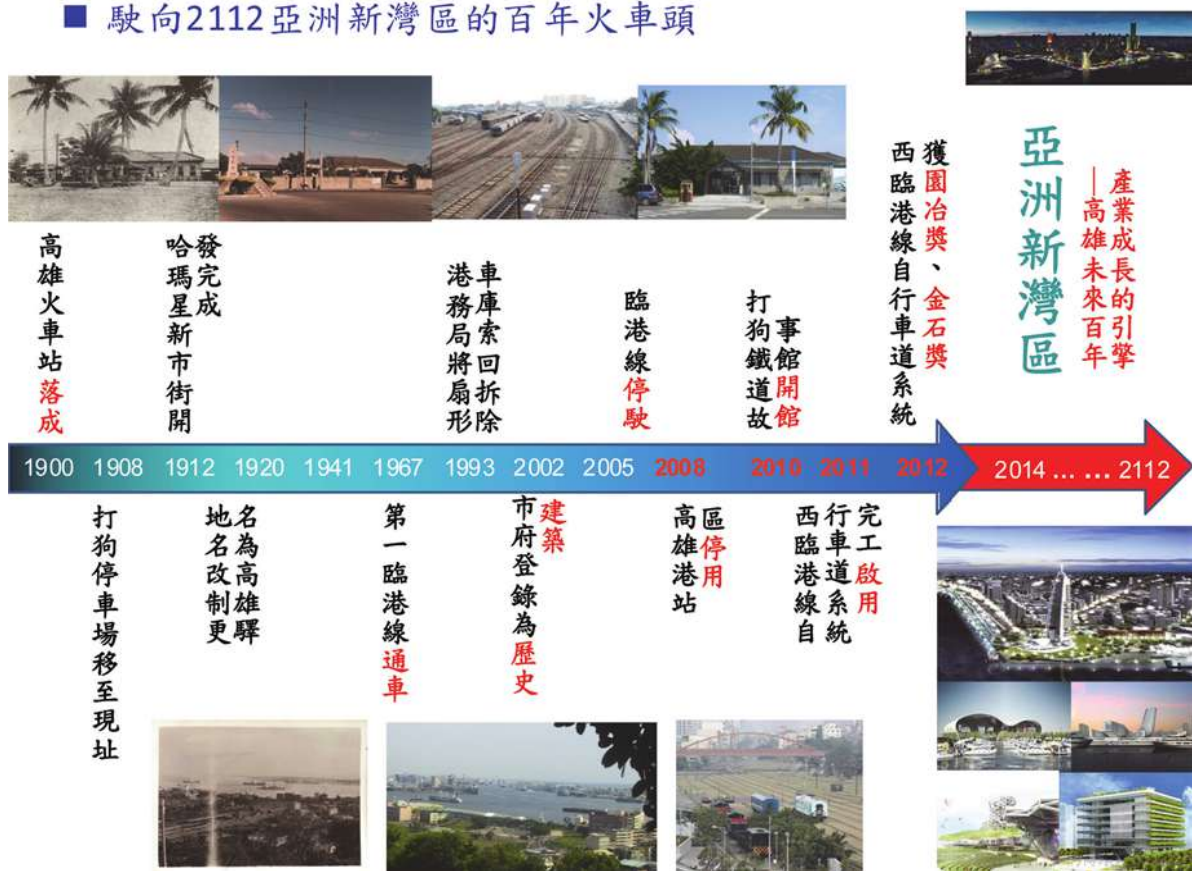 ■ 駛向2112亞洲新灣區的百年火車頭
高雄火車站落成
哈瑪星新市街開
發完成
港務局將扇形
車庫索回拆除
臨港線停駛
打狗鐵道故
事館開館
西臨港線自行車道系統
獲園冶獎、金石獎
亞洲新灣區
—高雄未來百年
產業成長的引擎
1900 1908 1912 1920 1941 1967 1993 2002 2005 2008 2010 2011 2012 2014 ... ... 2112
打狗停車場移至現址
地名改制更
名為高雄驛
第一臨港線通車
市府登錄為歷史
建築
高雄港站
區停用
西臨港線自
行車道系統
完工啟用